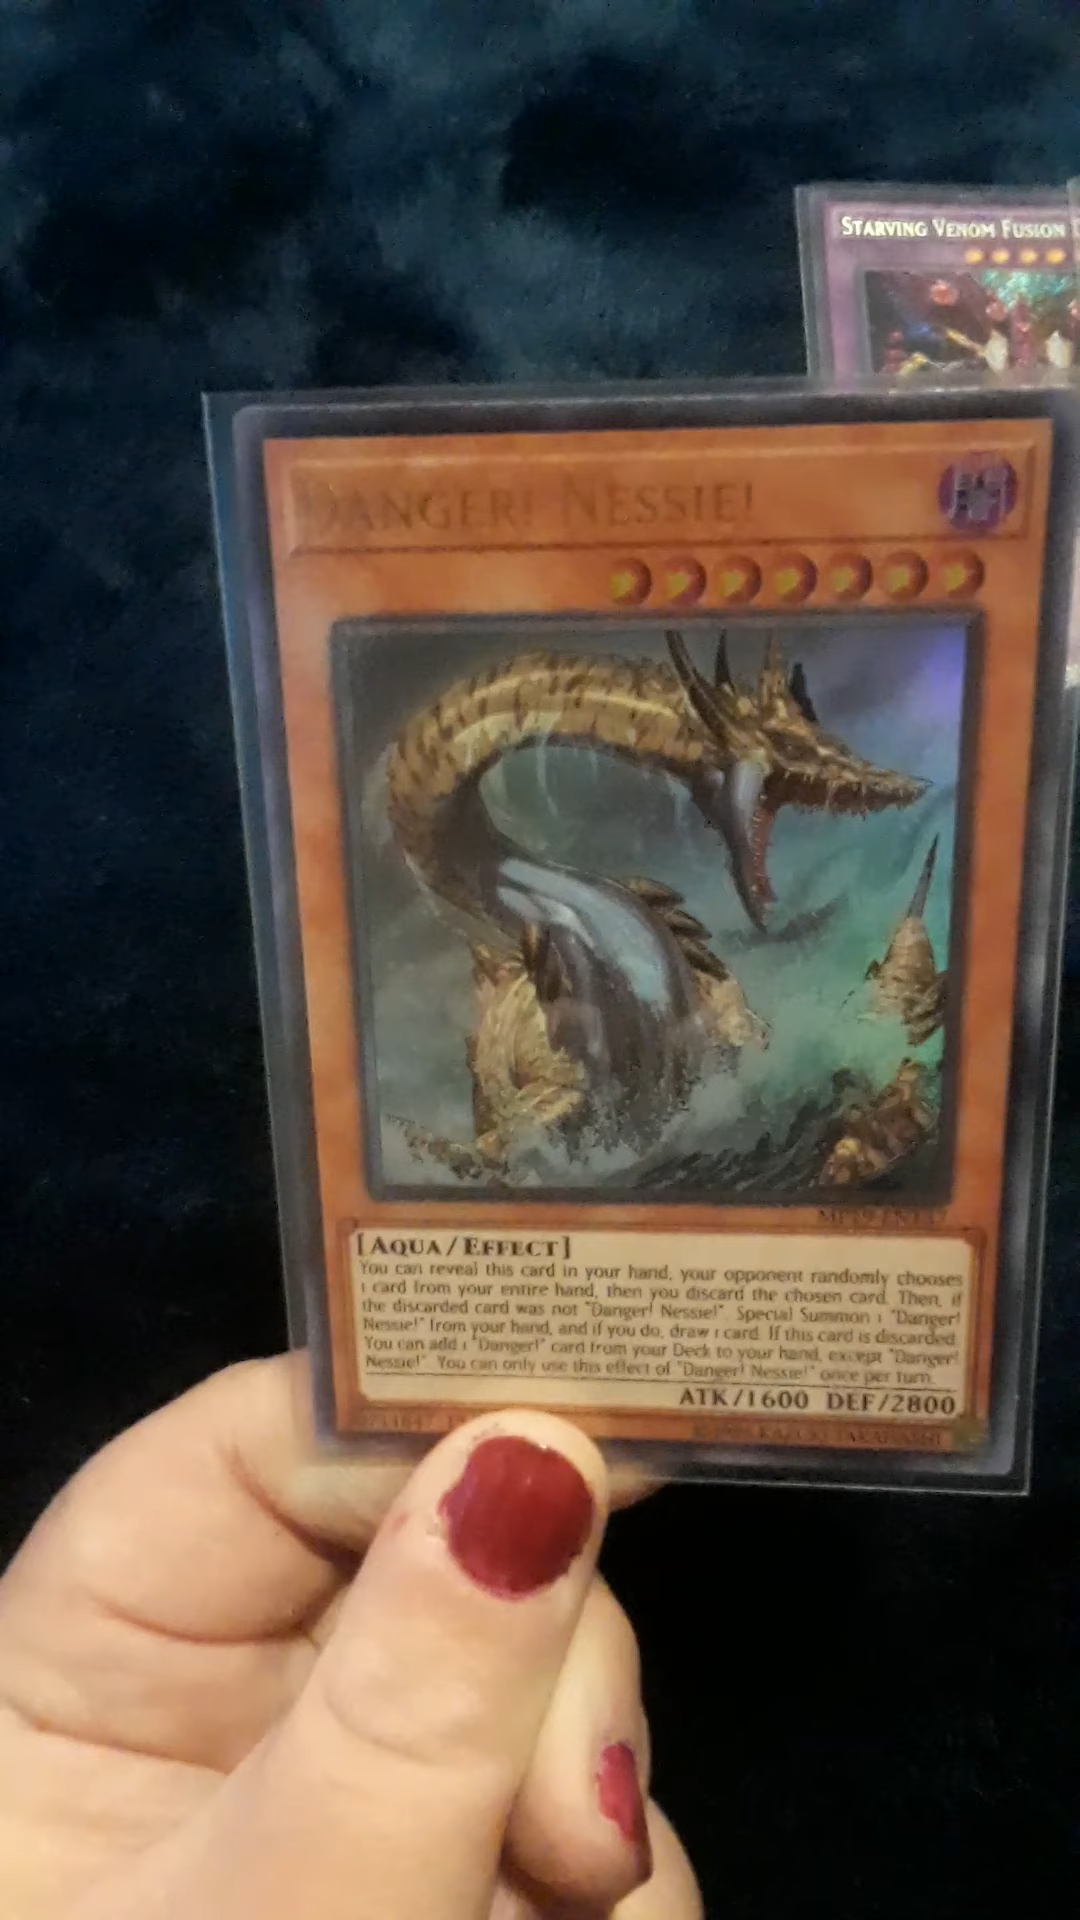 STARVING VENOM FUSION
DANGER! NESSIE!
[AQUA/EFFECT]
You can reveal this card in your hand, your opponent randomly chooses
1 card from your entire hand, then you discard the chosen card. Then, if
the discarded card was not "Danger! Nessie!", Special Summon 1 "Danger!
Nessie!" from your hand, and if you do, draw 1 card. If this card is discarded:
You can add 1 "Danger!" card from your Deck to your hand, except "Danger!
Nessie!". You can only use this effect of "Danger! Nessie!" once per turn.
ATK/1600 DEF/2800
KAZUKI TAKAHASHI